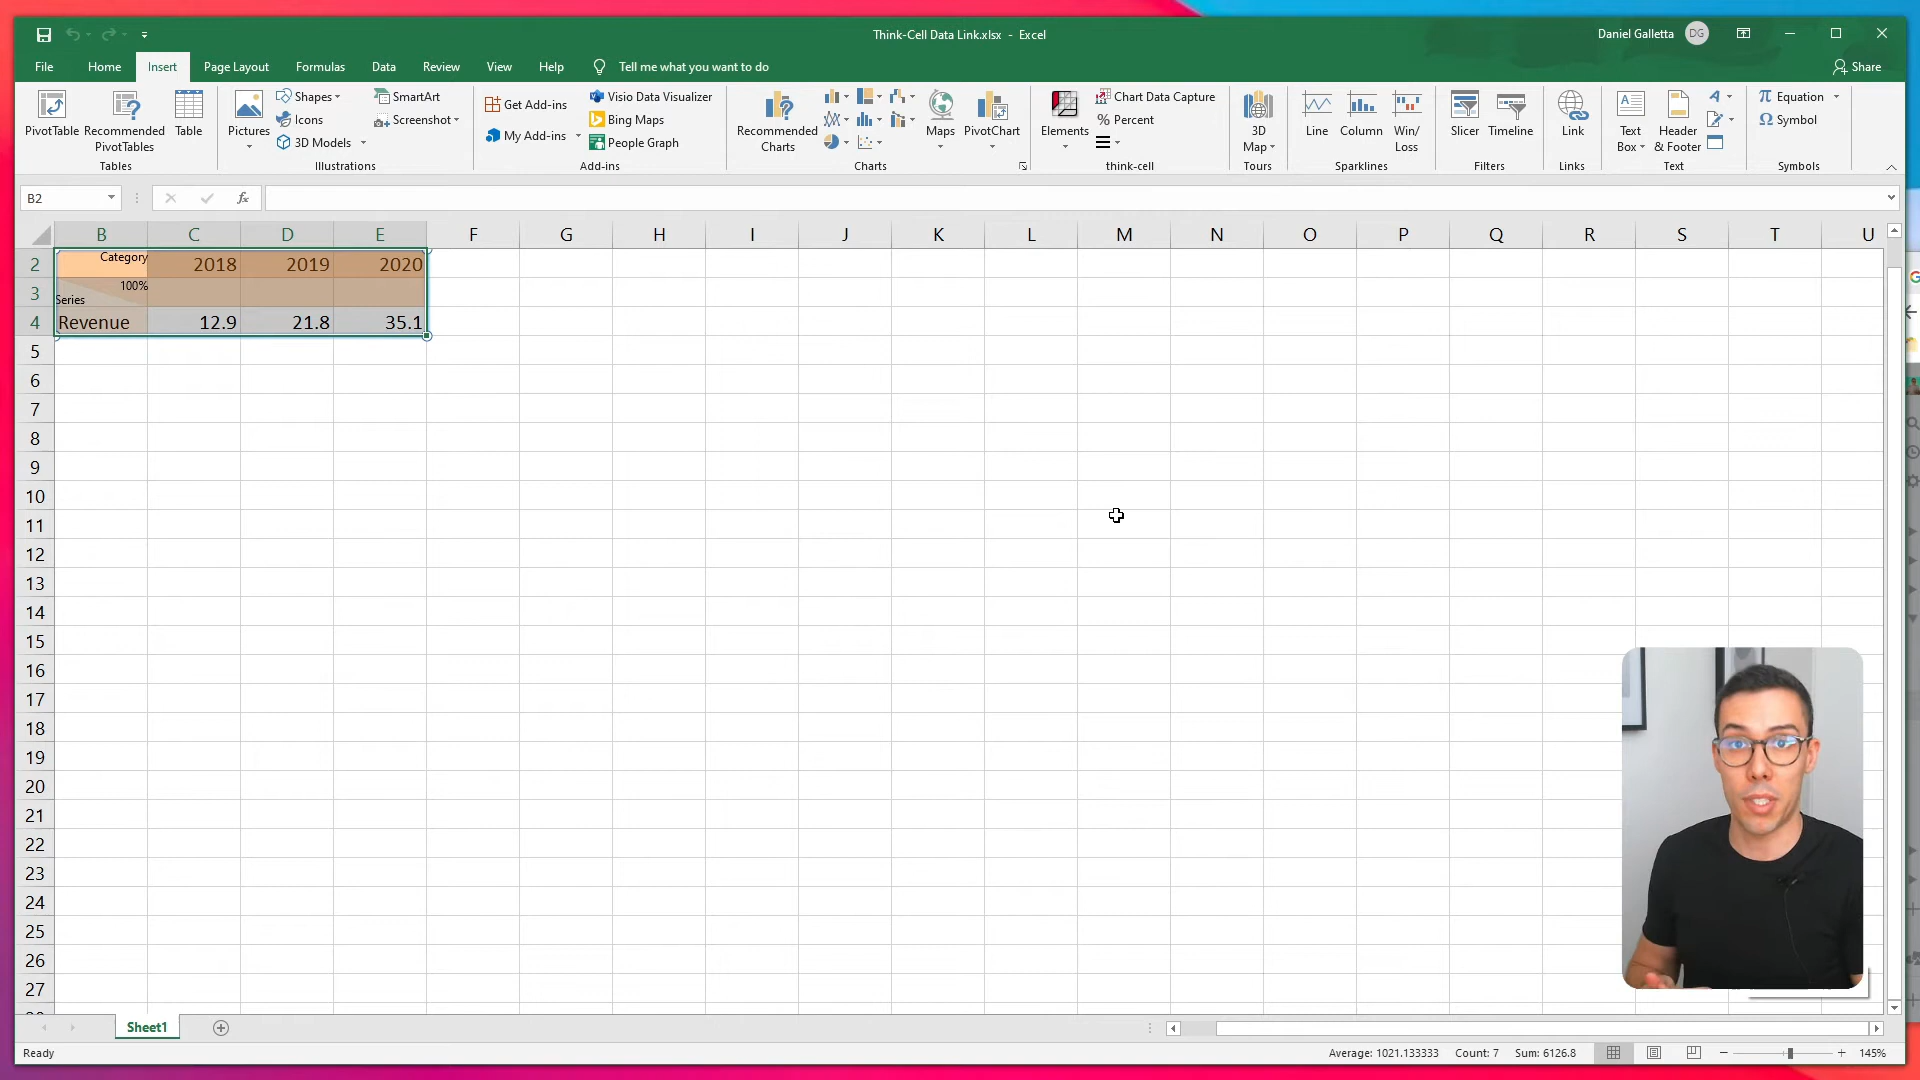 Think-Cell Data Link.xlsx - Excel
Daniel Galletta
DG
File Home Insert Page Layout Formulas Data Review View Help Tell me what you want to do
Share
PivotTable
Recommended
PivotTables
Table
Tables
Pictures
Shapes
Icons
3D Models
SmartArt
Screenshot
Illustrations
Get Add-ins
My Add-ins
Visio Data Visualizer
Bing Maps
People Graph
Add-ins
Recommended
Charts
Maps
PivotChart
Charts
Elements
Chart Data Capture
% Percent
think-cell
3D
Map
Tours
Line
Column
Win/
Loss
Sparklines
Slicer
Timeline
Filters
Link
Links
Text
Box
Header
& Footer
Text
π Equation
Ω Symbol
Symbols
B2
fx
B C D E F G H I J K L M N O P Q R S T U
2 Category 2018 2019 2020
3 100%
Series
4 Revenue 12.9 21.8 35.1
5
6
7
8
9
10
11
12
13
14
15
16
17
18
19
20
21
22
23
24
25
26
27
Sheet1
Ready
Average: 1021.133333 Count: 7 Sum: 6126.8
145%